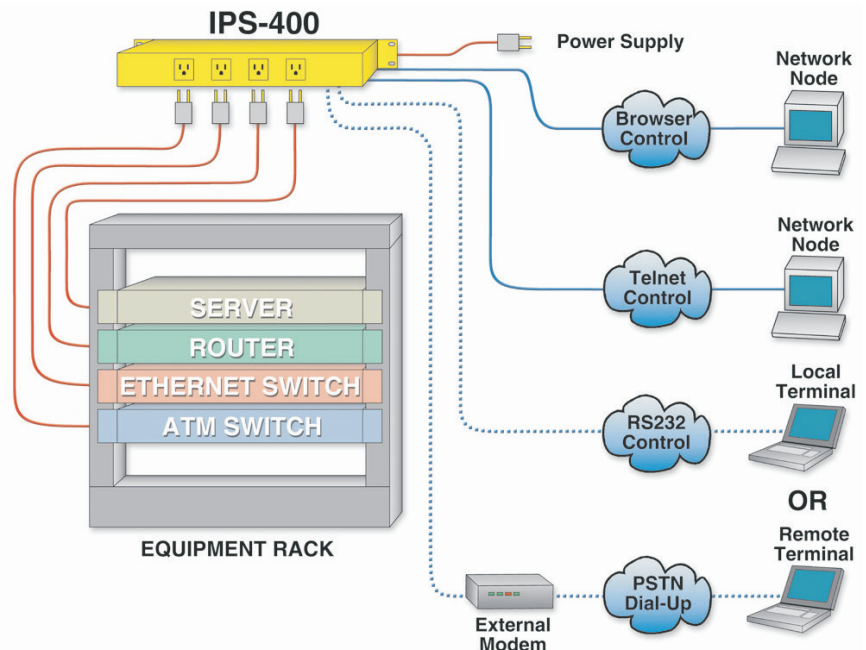 IPS-400
Power Supply
Network
Node
Browser
Control
Network
Node
Telnet
Control
SERVER
ROUTER
ETHERNET SWITCH
ATM SWITCH
EQUIPMENT RACK
Local
Terminal
RS232
Control
OR
Remote
Terminal
PSTN
Dial-Up
External
Modem